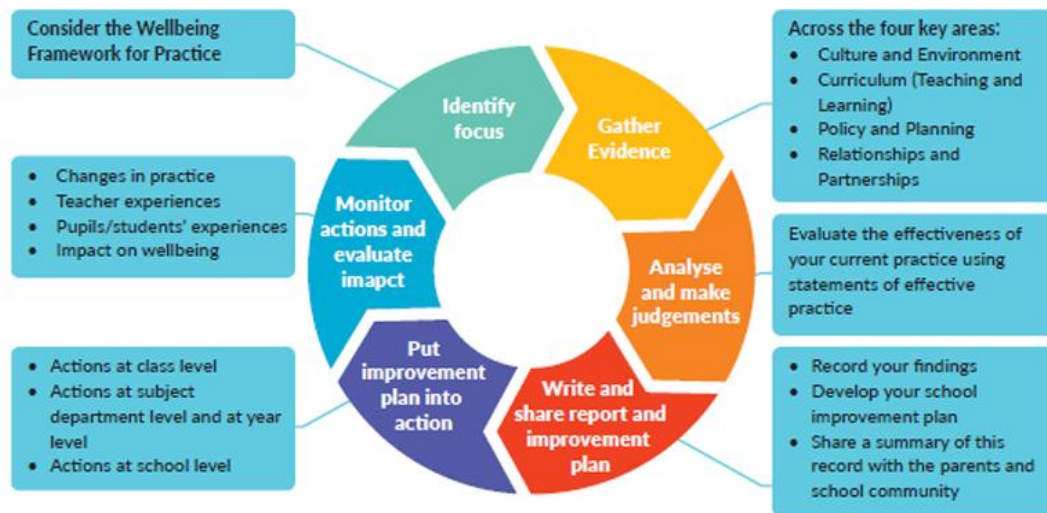 Consider the Wellbeing
Framework for Practice
Identify
focus
Gather
Evidence
Across the four key areas:
• Culture and Environment
• Curriculum (Teaching and
Learning)
• Policy and Planning
• Relationships and
Partnerships
• Changes in practice
• Teacher experiences
• Pupils/students' experiences
• Impact on wellbeing
Monitor
actions and
evaluate
imapct
Analyse
and make
judgements
Evaluate the effectiveness of
your current practice using
statements of effective
practice
• Actions at class level
• Actions at subject
department level and at year
level
• Actions at school level
Put
improvement
plan into
action
Write and
share report and
improvement
plan
• Record your findings
• Develop your school
improvement plan
• Share a summary of this
record with the parents and
school community